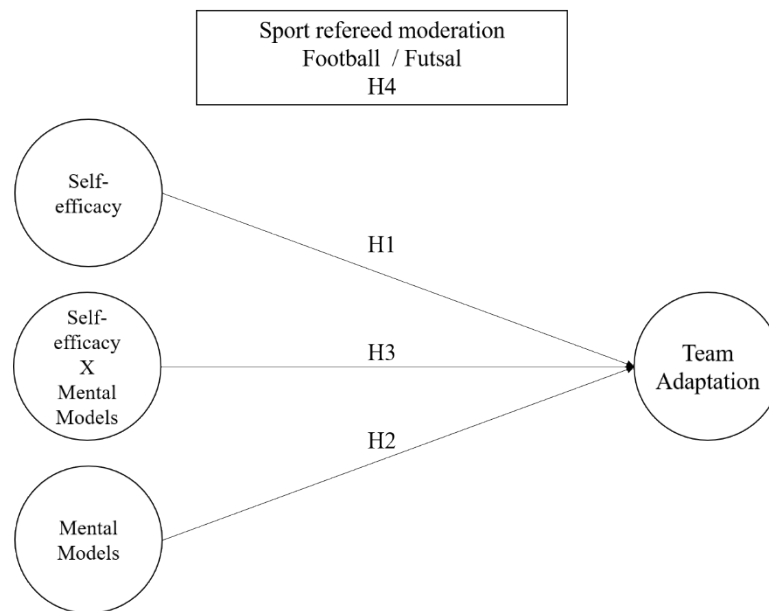 Sport refereed moderation
Football / Futsal
H4
Self-
efficacy
H1
Self-
efficacy
X
Mental
Models
H3
Team
Adaptation
H2
Mental
Models